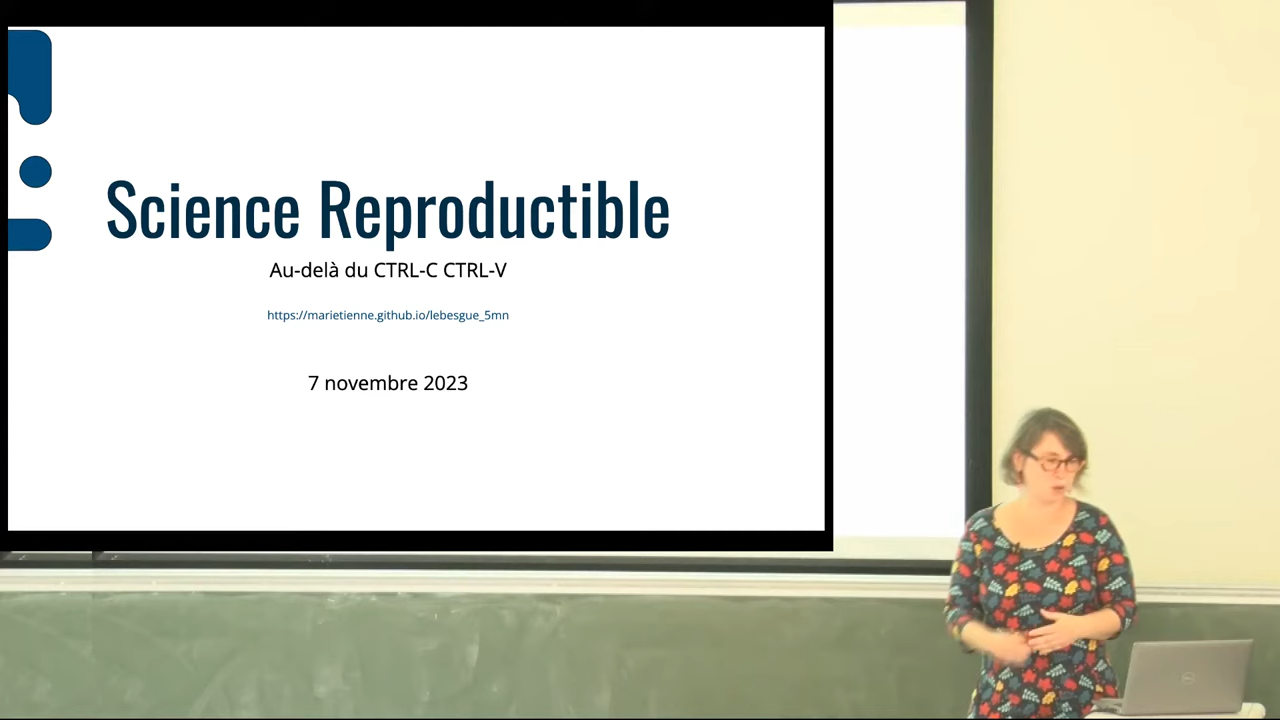 Science Reproductible
Au-delà du CTRL-C CTRL-V
https://marietienne.github.io/lebesgue_5mn
7 novembre 2023